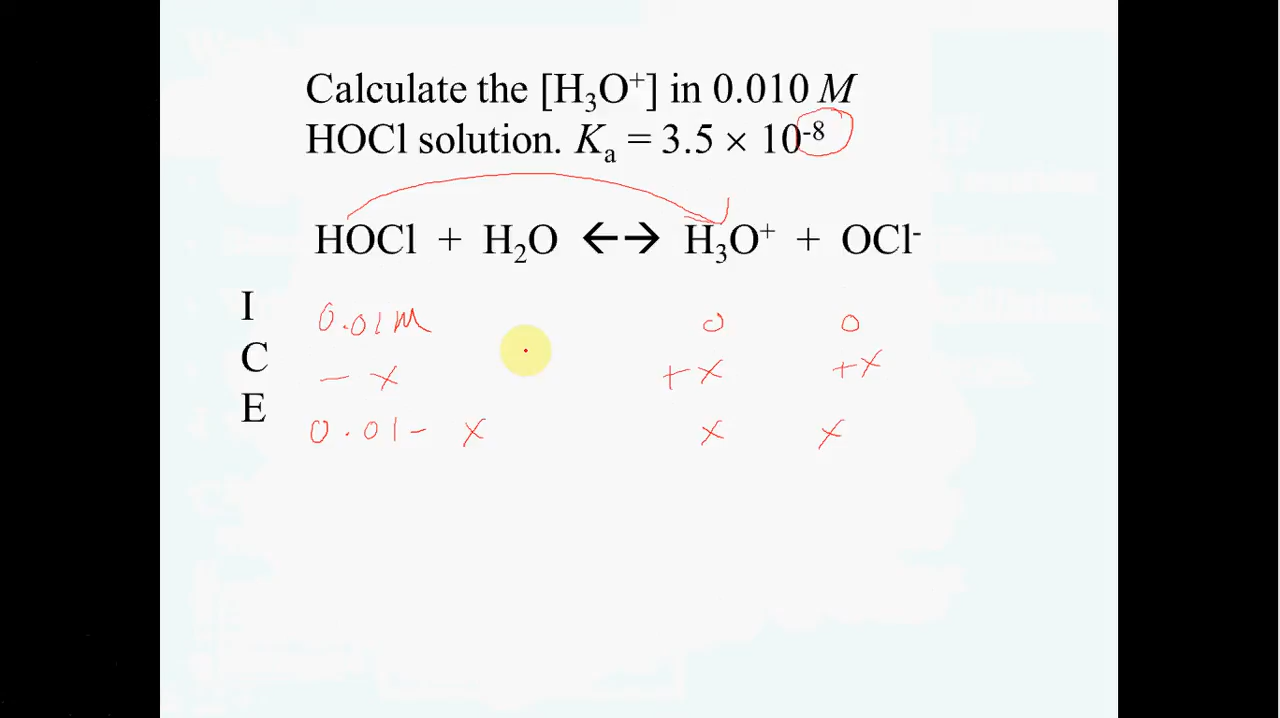 Calculate the [H₃O⁺] in 0.010 M
HOCl solution. Kₐ = 3.5 × 10⁻⁸
HOCl + H₂O ←→ H₃O⁺ + OCl⁻
I 0.01M 0 0
C - x +x +x
E 0.01- x x x